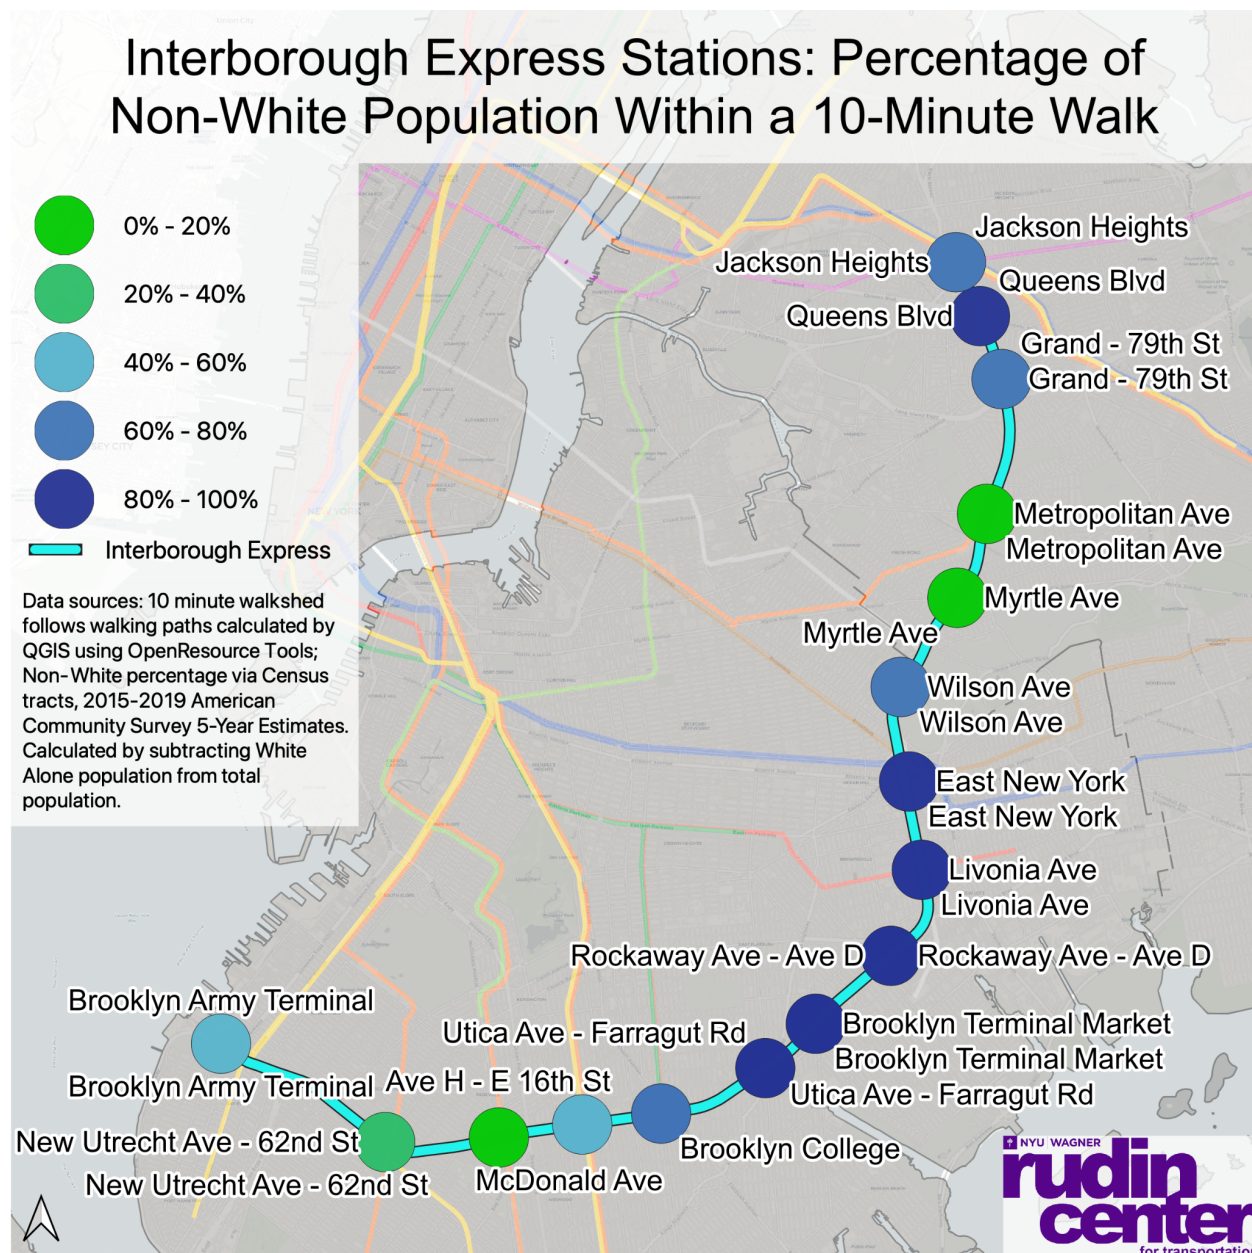 Interborough Express Stations: Percentage of
Non-White Population Within a 10-Minute Walk
0% - 20%
20% - 40%
40% - 60%
60% - 80%
80% - 100%
Interborough Express
Data sources: 10 minute walkshed
follows walking paths calculated by
QGIS using OpenResource Tools;
Non-White percentage via Census
tracts, 2015-2019 American
Community Survey 5-Year Estimates.
Calculated by subtracting White
Alone population from total
population.
Jackson Heights
Jackson Heights
Queens Blvd
Queens Blvd
Grand - 79th St
Grand - 79th St
Metropolitan Ave
Metropolitan Ave
Myrtle Ave
Myrtle Ave
Wilson Ave
Wilson Ave
East New York
East New York
Livonia Ave
Livonia Ave
Rockaway Ave - Ave D
Rockaway Ave - Ave D
Brooklyn Terminal Market
Brooklyn Terminal Market
Utica Ave - Farragut Rd
Utica Ave - Farragut Rd
Brooklyn College
Ave H - E 16th St
McDonald Ave
New Utrecht Ave - 62nd St
New Utrecht Ave - 62nd St
Brooklyn Army Terminal
Brooklyn Army Terminal
NYU WAGNER
rudin
center
for transportation